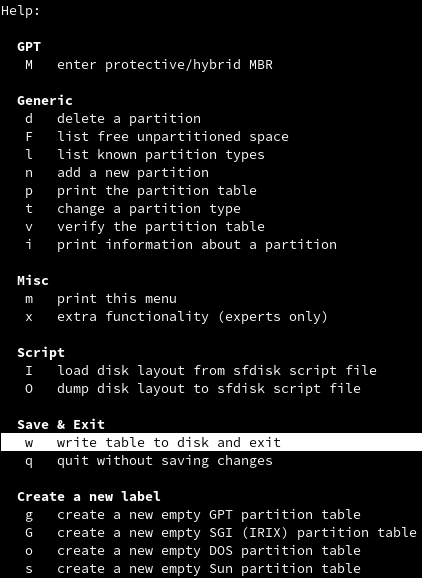 Help:
GPT
M enter protective/hybrid MBR
Generic
d delete a partition
F list free unpartitioned space
l list known partition types
n add a new partition
p print the partition table
t change a partition type
v verify the partition table
i print information about a partition
Misc
m print this menu
x extra functionality (experts only)
Script
I load disk layout from sfdisk script file
O dump disk layout to sfdisk script file
Save & Exit
w write table to disk and exit
q quit without saving changes
Create a new label
g create a new empty GPT partition table
G create a new empty SGI (IRIX) partition table
o create a new empty DOS partition table
s create a new empty Sun partition table